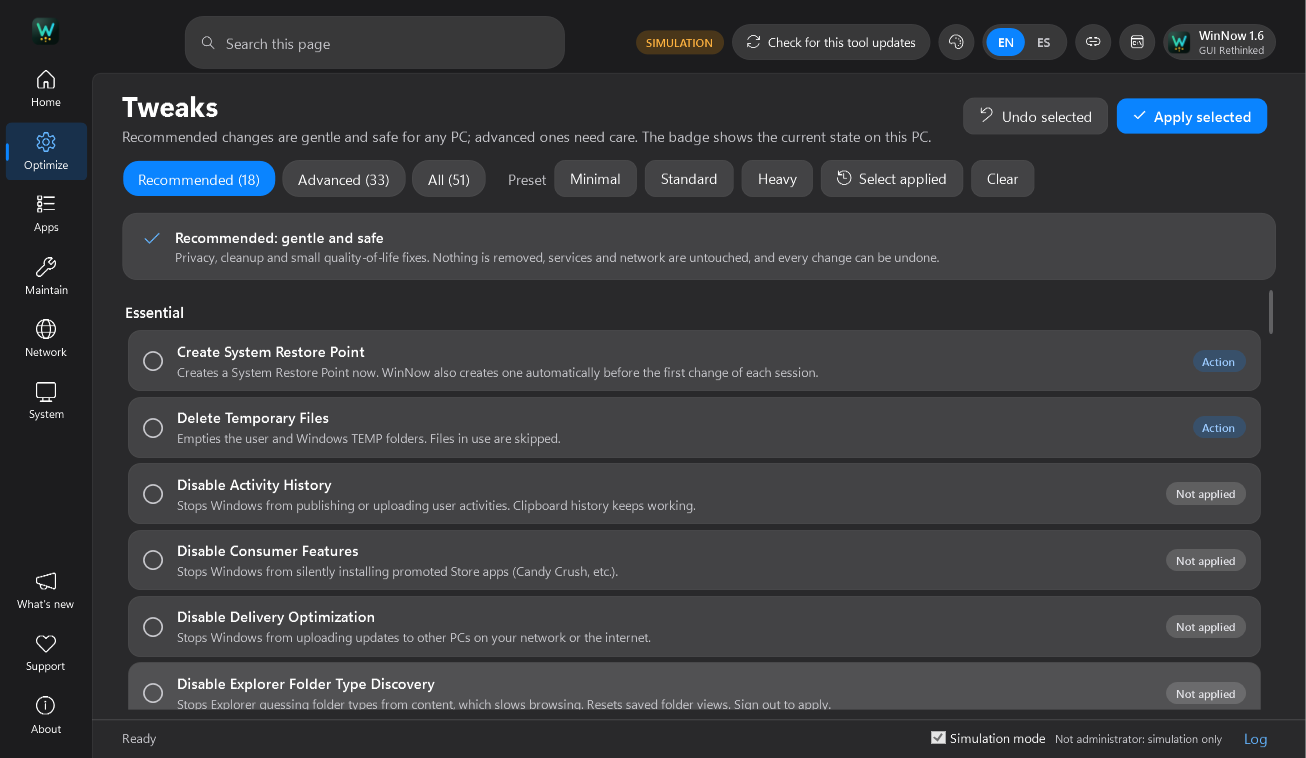 Search this page
SIMULATION
Check for this tool updates
EN
ES
WinNow 1.6
GUI Rethinked
Home
Optimize
Apps
Maintain
Network
System
What's new
Support
About
Tweaks
Recommended changes are gentle and safe for any PC; advanced ones need care. The badge shows the current state on this PC.
Undo selected
Apply selected
Recommended (18)
Advanced (33)
All (51)
Preset
Minimal
Standard
Heavy
Select applied
Clear
Recommended: gentle and safe
Privacy, cleanup and small quality-of-life fixes. Nothing is removed, services and network are untouched, and every change can be undone.
Essential
Create System Restore Point
Creates a System Restore Point now. WinNow also creates one automatically before the first change of each session.
Action
Delete Temporary Files
Empties the user and Windows TEMP folders. Files in use are skipped.
Action
Disable Activity History
Stops Windows from publishing or uploading user activities. Clipboard history keeps working.
Not applied
Disable Consumer Features
Stops Windows from silently installing promoted Store apps (Candy Crush, etc.).
Not applied
Disable Delivery Optimization
Stops Windows from uploading updates to other PCs on your network or the internet.
Not applied
Disable Explorer Folder Type Discovery
Stops Explorer guessing folder types from content, which slows browsing. Resets saved folder views. Sign out to apply.
Not applied
Ready
Simulation mode
Not administrator: simulation only
Log